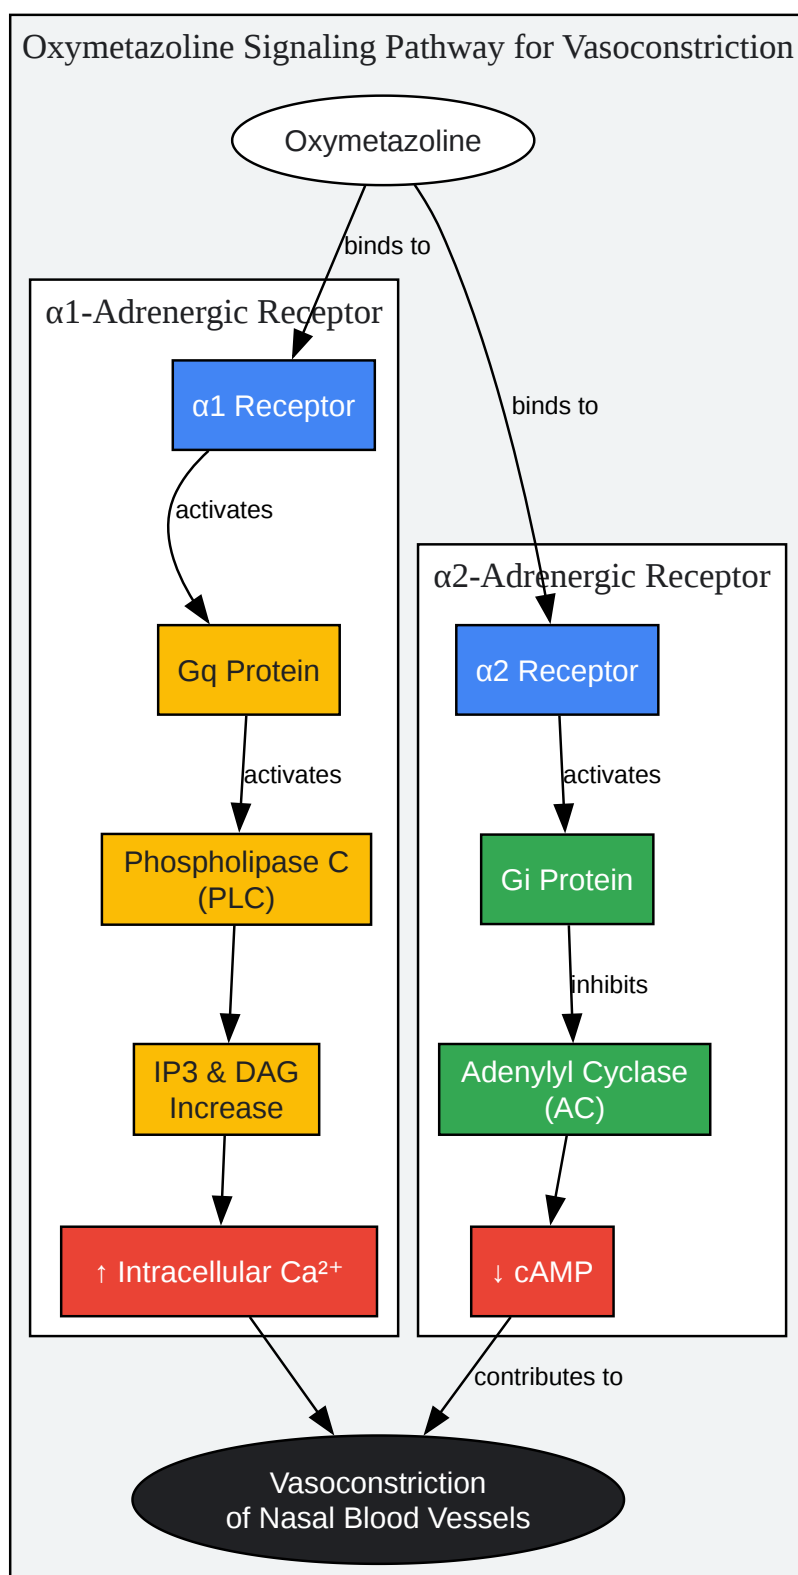 Oxymetazoline Signaling Pathway for Vasoconstriction
Oxymetazoline
binds to
α1-Adrenergic Receptor
α1 Receptor
binds to
activates
α2-Adrenergic Receptor
Gq Protein
α2 Receptor
activates
activates
Phospholipase C
(PLC)
Gi Protein
inhibits
IP3 & DAG
Increase
Adenylyl Cyclase
(AC)
↑ Intracellular Ca²⁺
↓ cAMP
contributes to
Vasoconstriction
of Nasal Blood Vessels